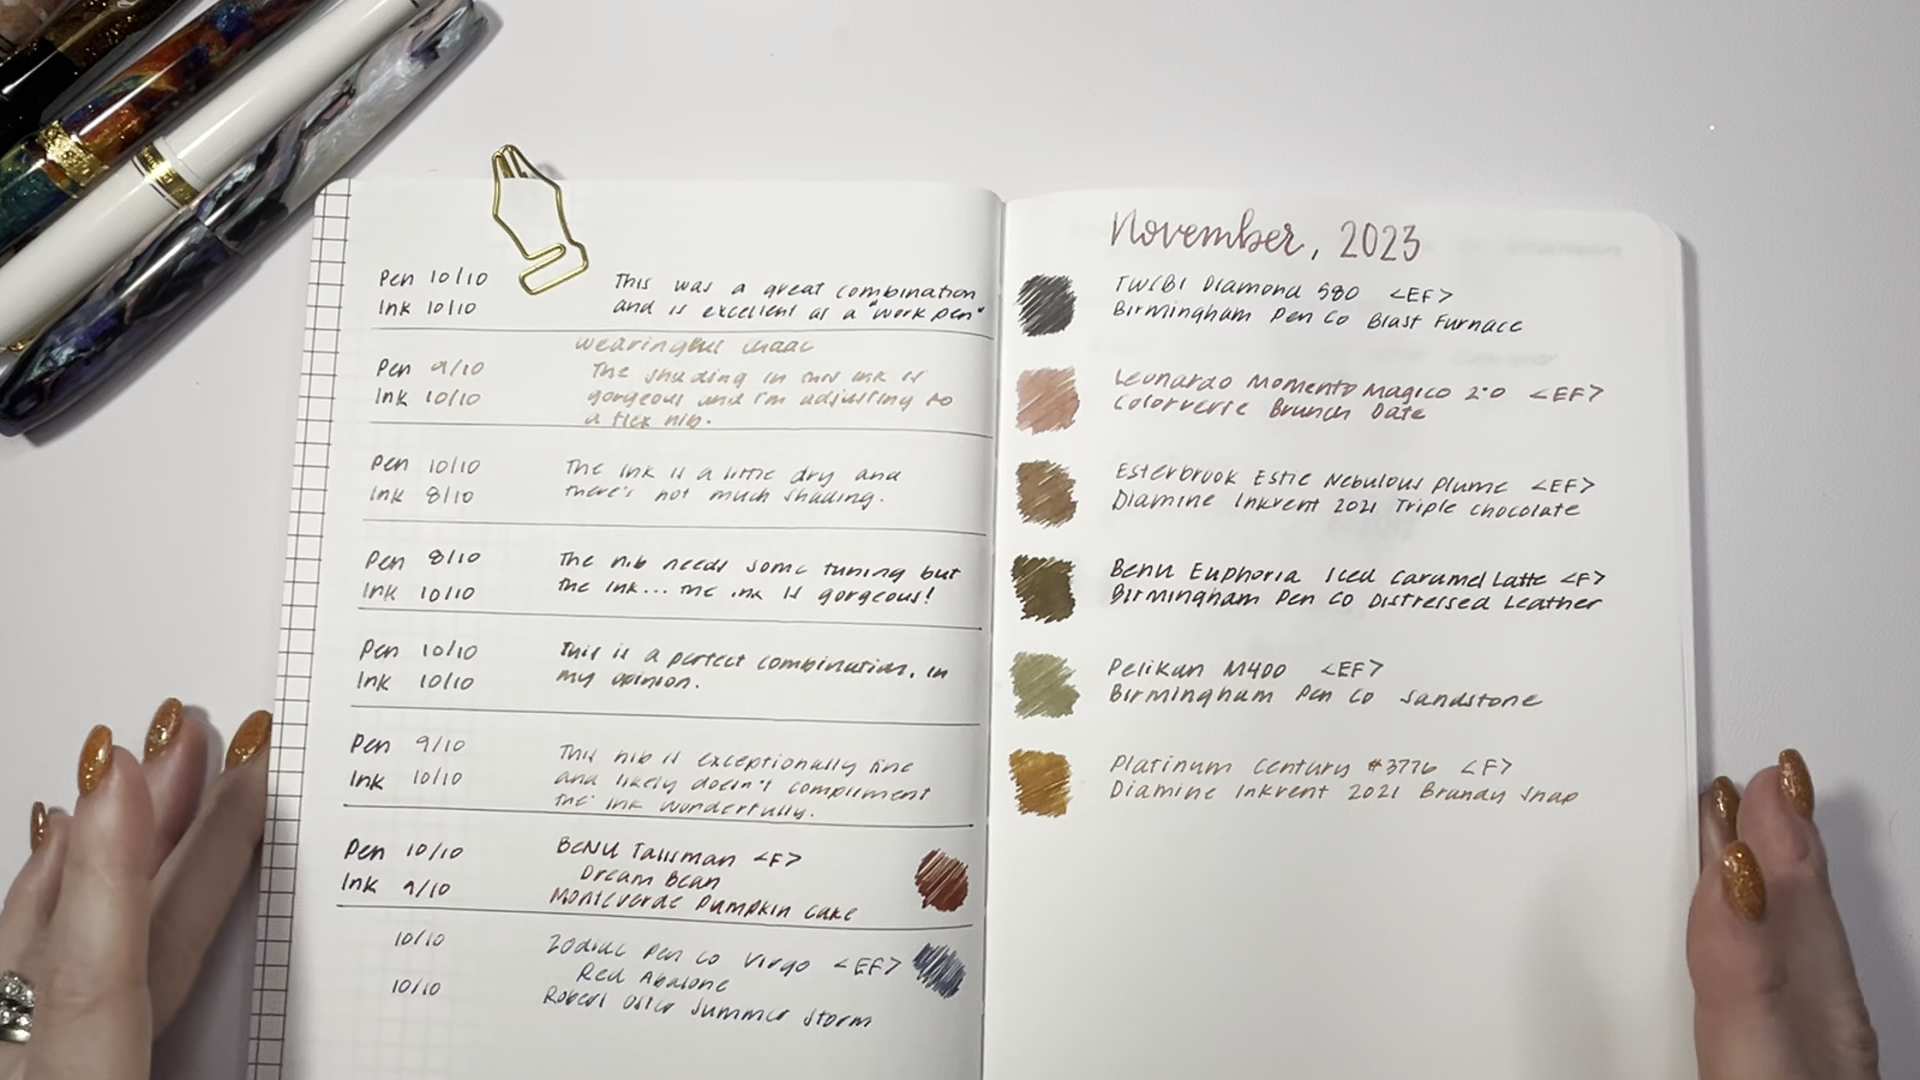 Pen 10/10
Ink 10/10
This was a great combination
and is excellent as a "work pen"
Pen 9/10
Ink 10/10
The shading in this ink is
gorgeous and I'm adjusting to
a flex nib.
Pen 10/10
Ink 8/10
The ink is a little dry and
there's not much shading.
Pen 8/10
Ink 10/10
The nib needs some tuning but
the ink... the ink is gorgeous!
Pen 10/10
Ink 10/10
This is a perfect combination, in
my opinion.
Pen 9/10
Ink 10/10
This nib is exceptionally fine
and likely doesn't compliment
the ink wonderfully.
Pen 10/10
Ink 9/10
BENU Talisman <F>
Dream Bean
Monteverde Pumpkin Cake
10/10
10/10
Zodiac Pen Co Virgo <EF>
Red Abalone
Robert Oster Summer Storm
November, 2023
TWSBI Diamond 580 <EF>
Birmingham Pen Co Blast Furnace
Leonardo Momento Magico 2.0 <EF>
Colorverse Brunch Date
Esterbrook Estie Nebulous Plume <EF>
Diamine Inkvent 2021 Triple Chocolate
BENU Euphoria Iced Caramel Latte <F>
Birmingham Pen Co Distressed Leather
Pelikan M400 <EF>
Birmingham Pen Co Sandstone
Platinum Century #3776 <F>
Diamine Inkvent 2021 Brandy Snap